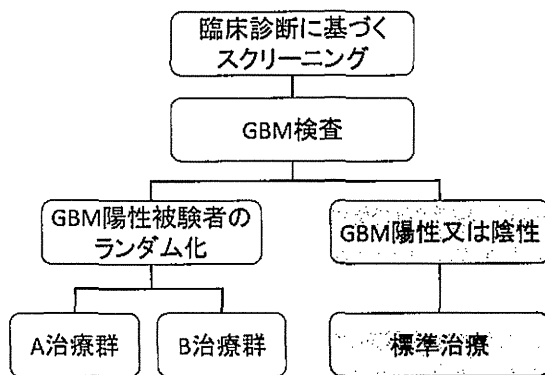 臨床診断に基づく
スクリーニング
GBM検査
GBM陽性被験者の
ランダム化
GBM陽性又は陰性
A治療群
B治療群
標準治療